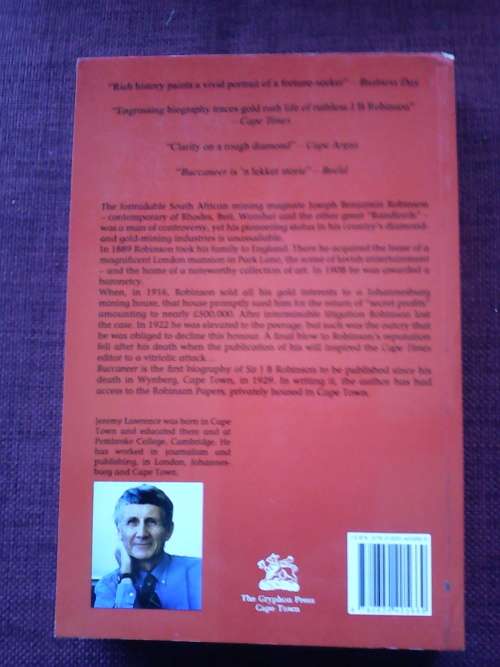 "Rich history paints a vivid portrait of a fortune-seeker" – Business Day
"Engrossing biography traces gold rush life of ruthless J B Robinson" –
Cape Times
"Clarity on a rough diamond" – Cape Argus
"Buccaneer is 'n lekker storie" – Beeld
The formidable South African mining magnate Joseph Benjamin Robinson
– contemporary of Rhodes, Beit, Wernher and the other great "Randlords" –
was a man of controversy, yet his pioneering status in his country's diamond-
and gold-mining industries is unassailable.
In 1889 Robinson took his family to England. There he acquired the lease of a
magnificent London mansion in Park Lane, the scene of lavish entertainment
– and the home of a noteworthy collection of art. In 1908 he was awarded a
baronetcy.
When, in 1916, Robinson sold all his gold interests to a Johannesburg
mining house, that house promptly sued him for the return of "secret profits"
amounting to nearly £500,000. After interminable litigation Robinson lost
the case. In 1922 he was elevated to the peerage, but such was the outcry that
he was obliged to decline this honour. A final blow to Robinson's reputation
fell after his death when the publication of his will inspired the Cape Times
editor to a vitriolic attack...
Buccaneer is the first biography of Sir J B Robinson to be published since his
death in Wynberg, Cape Town, in 1929. In writing it, the author has had
access to the Robinson Papers, privately housed in Cape Town.
Jeremy Lawrence was born in Cape
Town and educated there and at
Pembroke College, Cambridge. He
has worked in journalism and
publishing, in London, Johannes-
burg and Cape Town.
The Gryphon Press
Cape Town